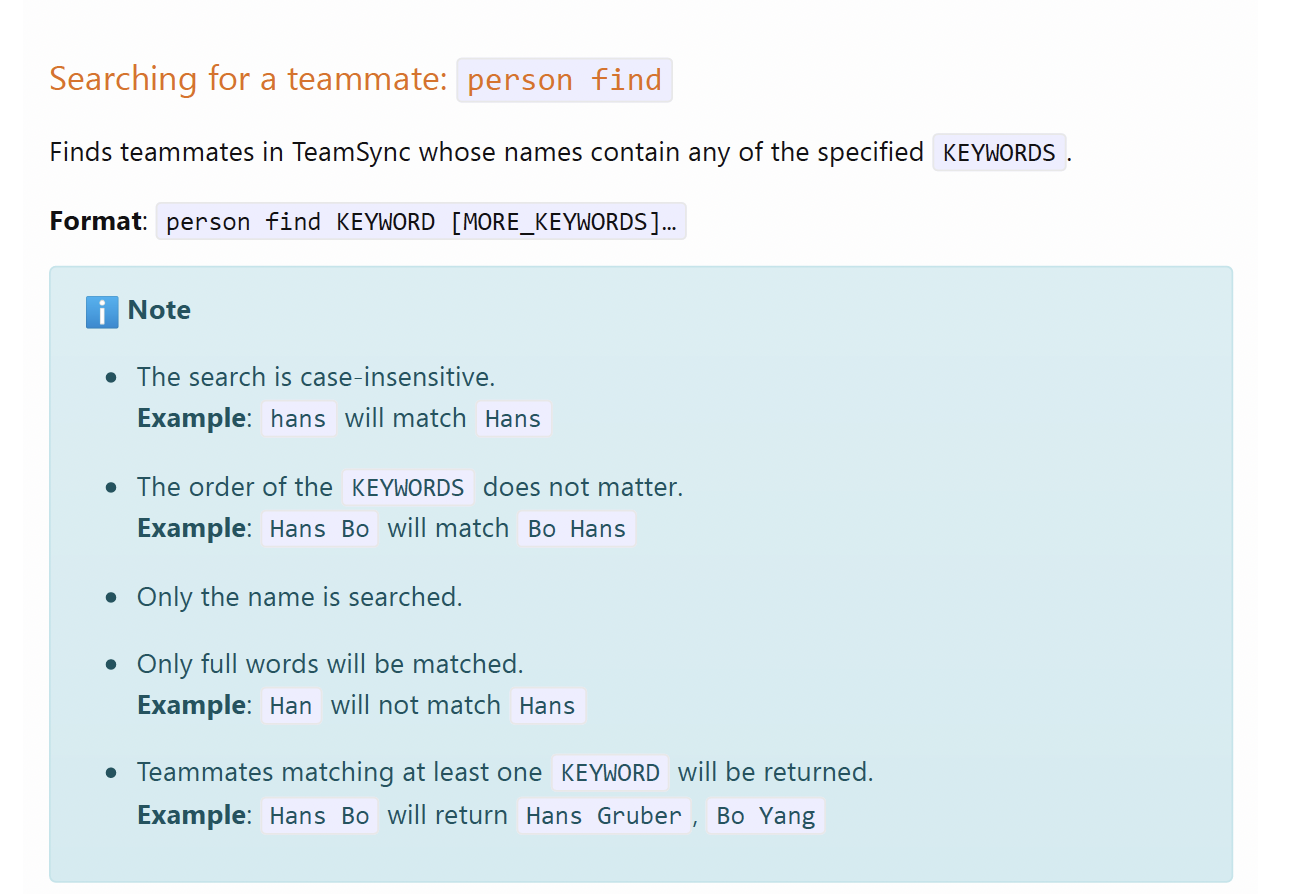 Searching for a teammate: person find
Finds teammates in TeamSync whose names contain any of the specified KEYWORDS.
Format: person find KEYWORD [MORE_KEYWORDS]…
ℹ️ Note
• The search is case-insensitive.
Example: hans will match Hans
• The order of the KEYWORDS does not matter.
Example: Hans Bo will match Bo Hans
• Only the name is searched.
• Only full words will be matched.
Example: Han will not match Hans
• Teammates matching at least one KEYWORD will be returned.
Example: Hans Bo will return Hans Gruber, Bo Yang